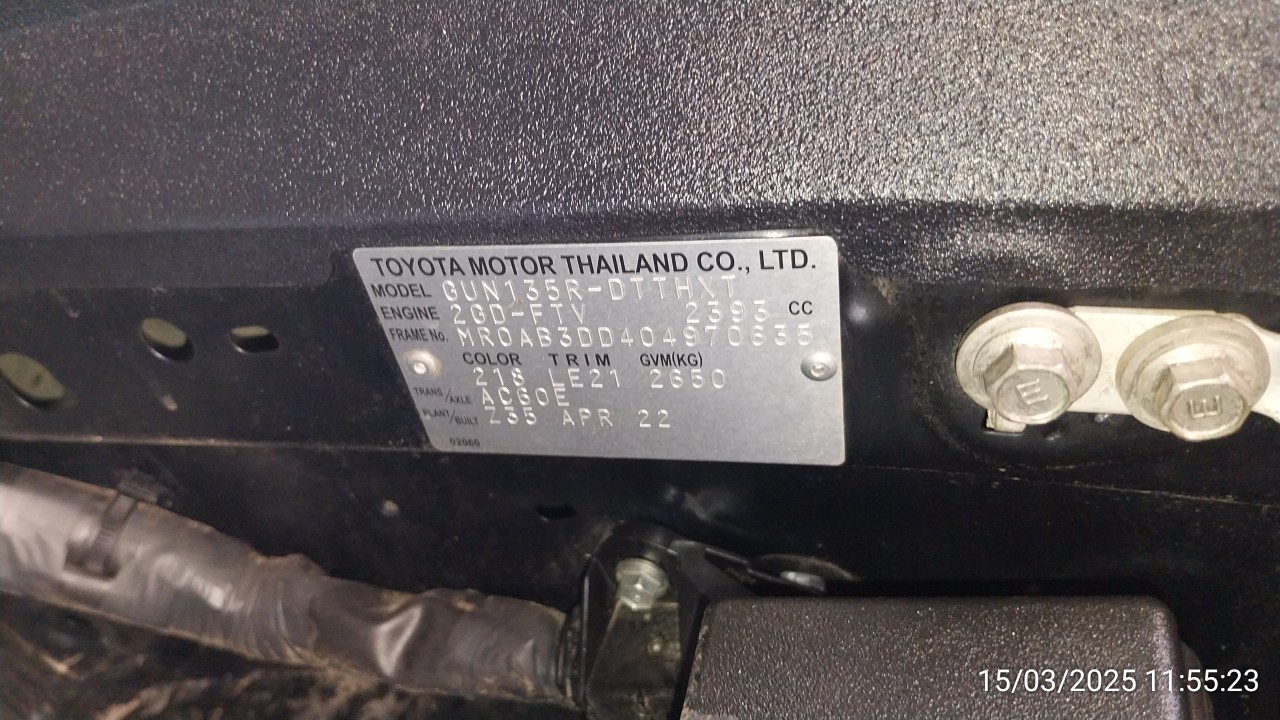 TOYOTA MOTOR THAILAND CO., LTD.
MODEL GUN135R-DTTHXT
ENGINE 2GD-FTV 2393 CC
FRAME No. MR0AB3DD404970635
COLOR TRIM GVM(KG)
218 LE21 2650
TRANS/AXLE AC60E
PLANT/BUILT Z35 APR 22
02060
E
E
15/03/2025 11:55:23